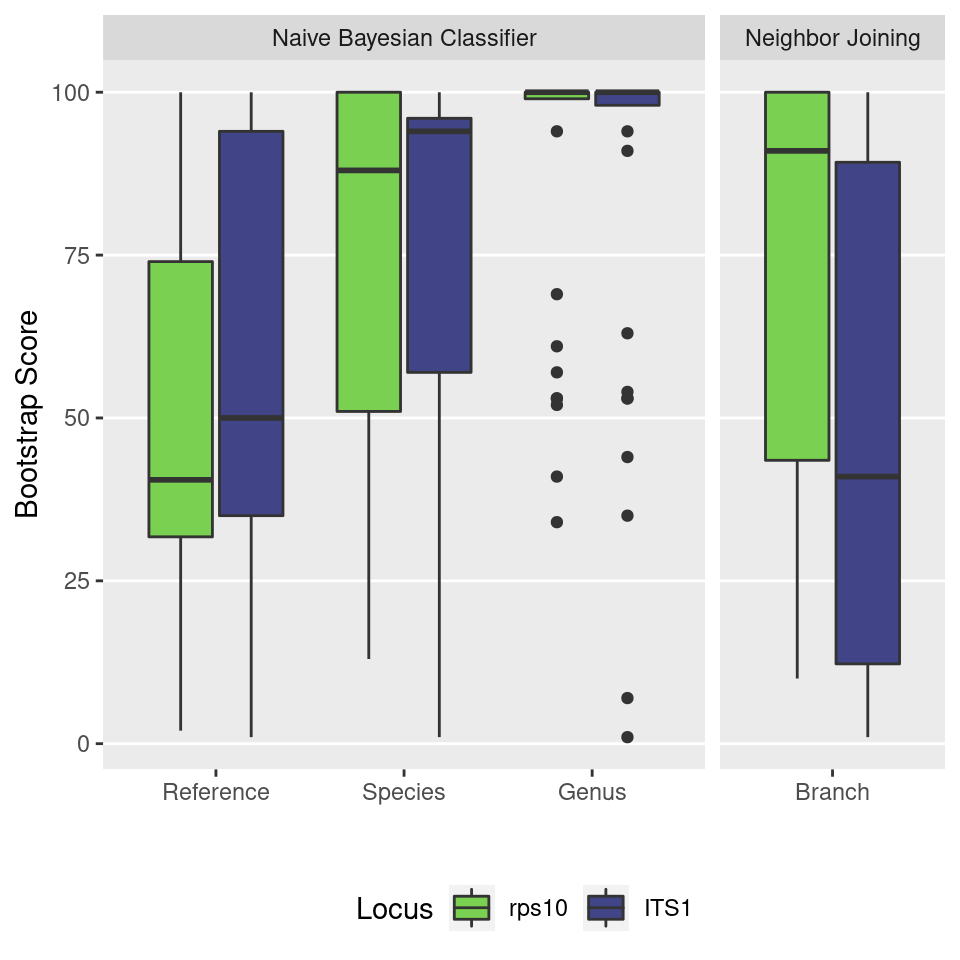 Naive Bayesian Classifier
Neighbor Joining
Bootstrap Score
100
75
50
25
0
Reference
Species
Genus
Branch
Locus
rps10
ITS1